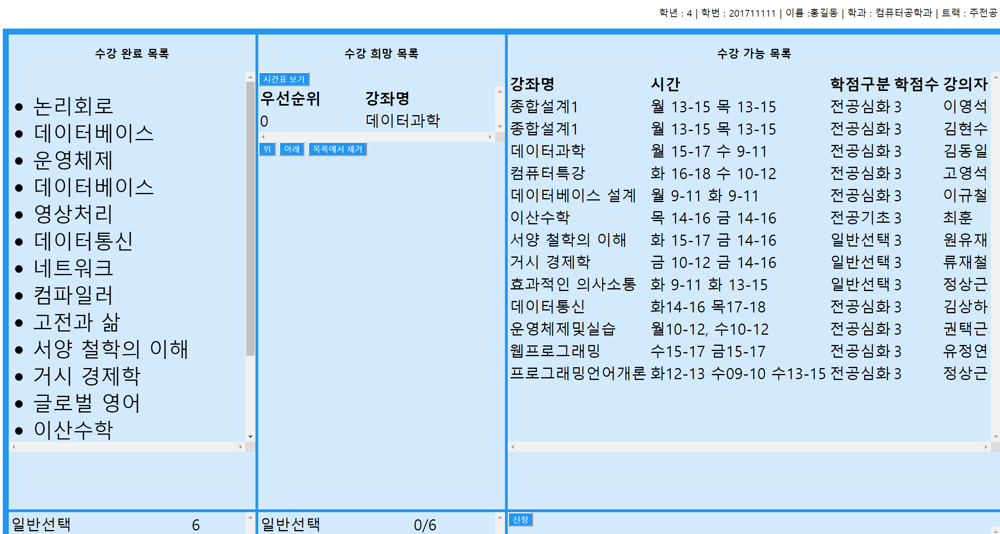 학년 : 4 | 학번 : 201711111 | 이름 :홍길동 | 학과 : 컴퓨터공학과 | 트랙 : 주전공
수강 완료 목록
논리회로
데이터베이스
운영체제
데이터베이스
영상처리
데이터통신
네트워크
컴파일러
고전과 삶
서양 철학의 이해
거시 경제학
글로벌 영어
이산수학
일반선택 6
수강 희망 목록
시간표 보기
우선순위 강좌명
0 데이터과학
위 아래 목록에서 제거
일반선택 0/6
수강 가능 목록
강좌명 시간 학점구분 학점수 강의자
종합설계1 월 13-15 목 13-15 전공심화 3 이영석
종합설계1 월 13-15 목 13-15 전공심화 3 김현수
데이터과학 월 15-17 수 9-11 전공심화 3 김동일
컴퓨터특강 화 16-18 수 10-12 전공심화 3 고영석
데이터베이스 설계 월 9-11 화 9-11 전공심화 3 이규철
이산수학 목 14-16 금 14-16 전공기초 3 최훈
서양 철학의 이해 화 15-17 금 14-16 일반선택 3 원유재
거시 경제학 금 10-12 금 14-16 일반선택 3 류재철
효과적인 의사소통 화 9-11 화 13-15 일반선택 3 정상근
데이터통신 화14-16 목17-18 전공심화 3 김상하
운영체제및실습 월10-12, 수10-12 전공심화 3 권택근
웹프로그래밍 수15-17 금15-17 전공심화 3 유정연
프로그래밍언어개론 화12-13 수09-10 수13-15 전공심화 3 정상근
신청